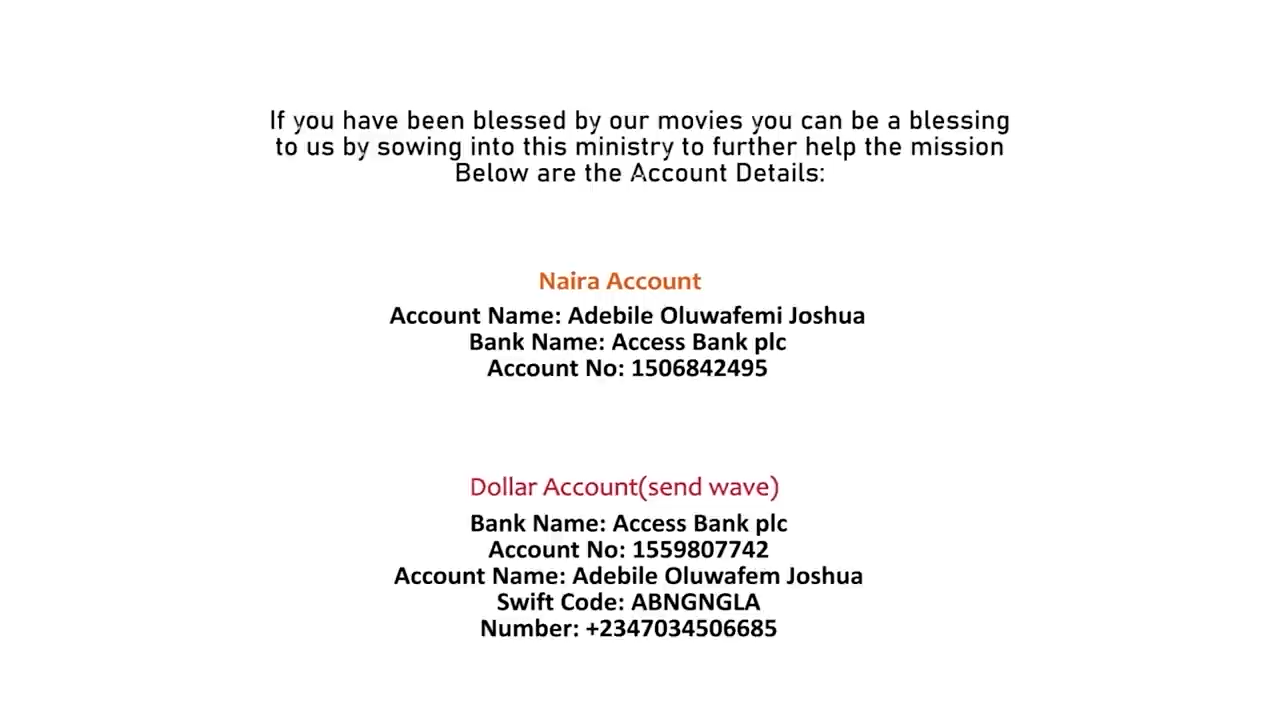 If you have been blessed by our movies you can be a blessing
to us by sowing into this ministry to further help the mission
Below are the Account Details:
Naira Account
Account Name: Adebile Oluwafemi Joshua
Bank Name: Access Bank plc
Account No: 1506842495
Dollar Account(send wave)
Bank Name: Access Bank plc
Account No: 1559807742
Account Name: Adebile Oluwafem Joshua
Swift Code: ABNGNGLA
Number: +2347034506685